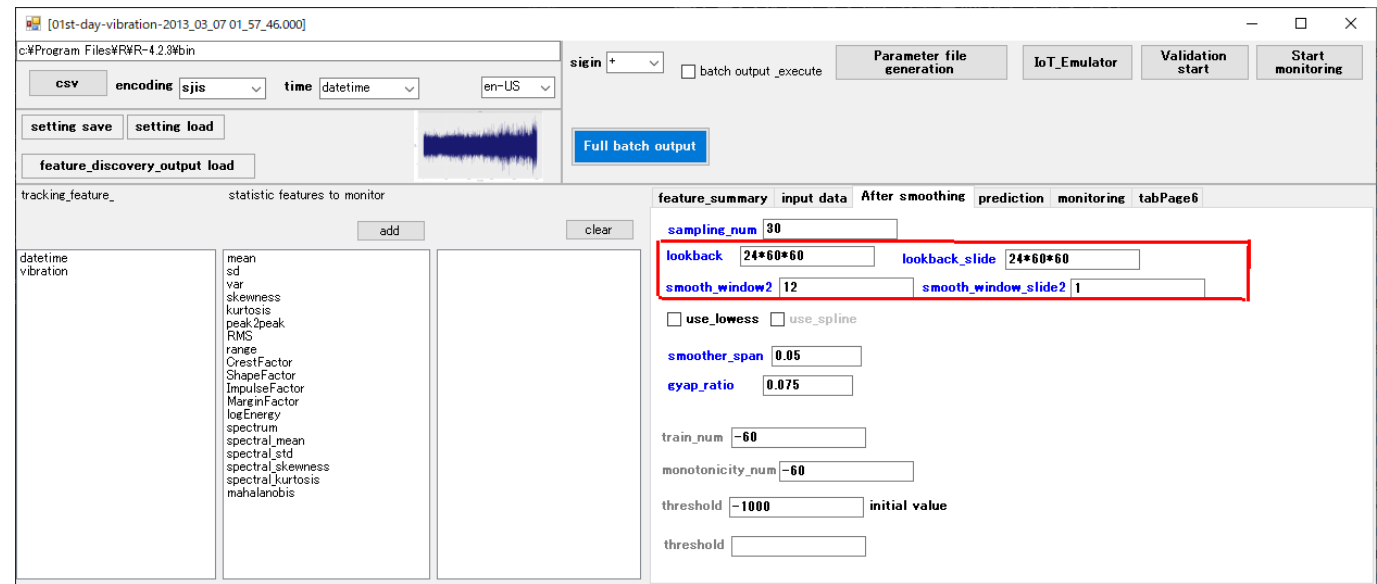 [01st-day-vibration-2013_03_07 01_57_46.000]
c:¥Program Files¥R¥R-4.2.3¥bin
csv encoding sjis time datetime en-US
sigin + batch output _execute Parameter file generation IoT_Emulator Validation start Start monitoring
setting save setting load
feature_discovery_output load
Full batch output
tracking_feature_ statistic features to monitor
add clear
datetime
vibration
mean
sd
var
skewness
kurtosis
peak2peak
RMS
range
CrestFactor
ShapeFactor
ImpulseFactor
MarginFactor
logEnergy
spectrum
spectral_mean
spectral_std
spectral_skewness
spectral_kurtosis
mahalanobis
feature_summary input data After smoothing prediction monitoring tabPage6
sampling_num 30
lookback 24*60*60 lookback_slide 24*60*60
smooth_window2 12 smooth_window_slide2 1
use_lowess use_spline
smoother_span 0.05
gyap_ratio 0.075
train_num -60
monotonicity_num -60
threshold -1000 initial value
threshold